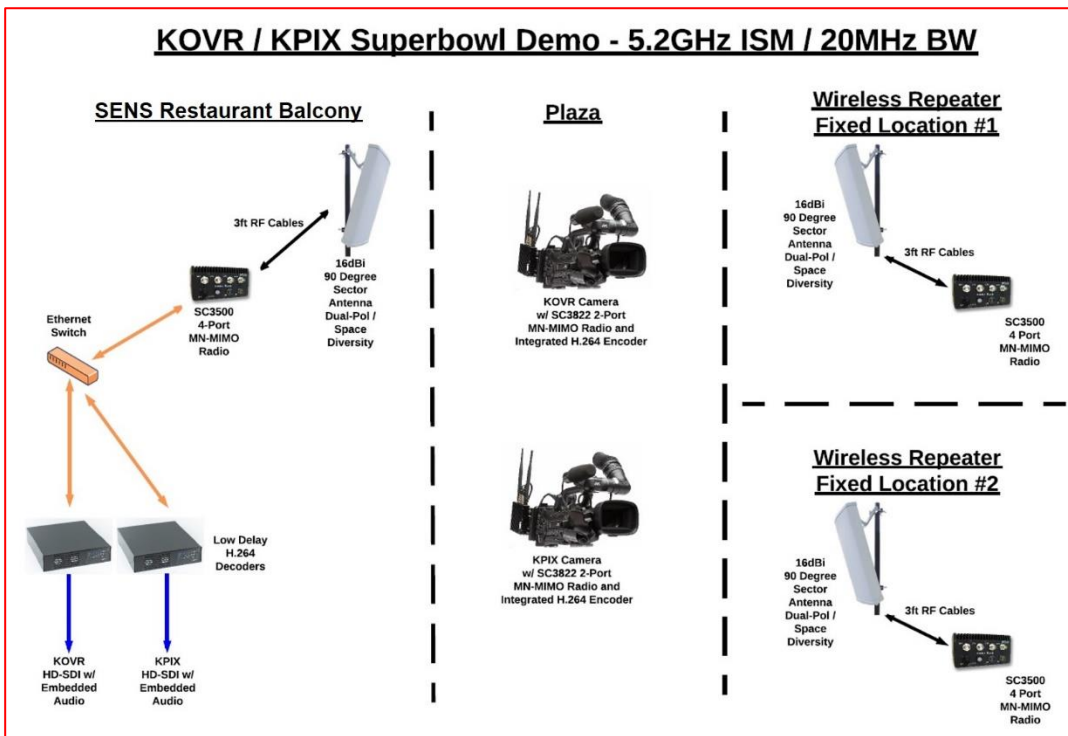 KOVR / KPIX Superbowl Demo - 5.2GHz ISM / 20MHz BW
SENS Restaurant Balcony
3ft RF Cables
16dBi
90 Degree
Sector
Antenna
Dual-Pol /
Space
Diversity
SC3500
4-Port
MN-MIMO
Radio
Ethernet
Switch
Low Delay
H.264
Decoders
KOVR
HD-SDI w/
Embedded
Audio
KPIX
HD-SDI w/
Embedded
Audio
Plaza
KOVR Camera
w/ SC3822 2-Port
MN-MIMO Radio and
Integrated H.264 Encoder
KPIX Camera
w/ SC3822 2-Port
MN-MIMO Radio and
Integrated H.264 Encoder
Wireless Repeater
Fixed Location #1
16dBi
90 Degree
Sector
Antenna
Dual-Pol /
Space
Diversity
3ft RF Cables
SC3500
4 Port
MN-MIMO
Radio
Wireless Repeater
Fixed Location #2
16dBi
90 Degree
Sector
Antenna
Dual-Pol /
Space
Diversity
3ft RF Cables
SC3500
4 Port
MN-MIMO
Radio